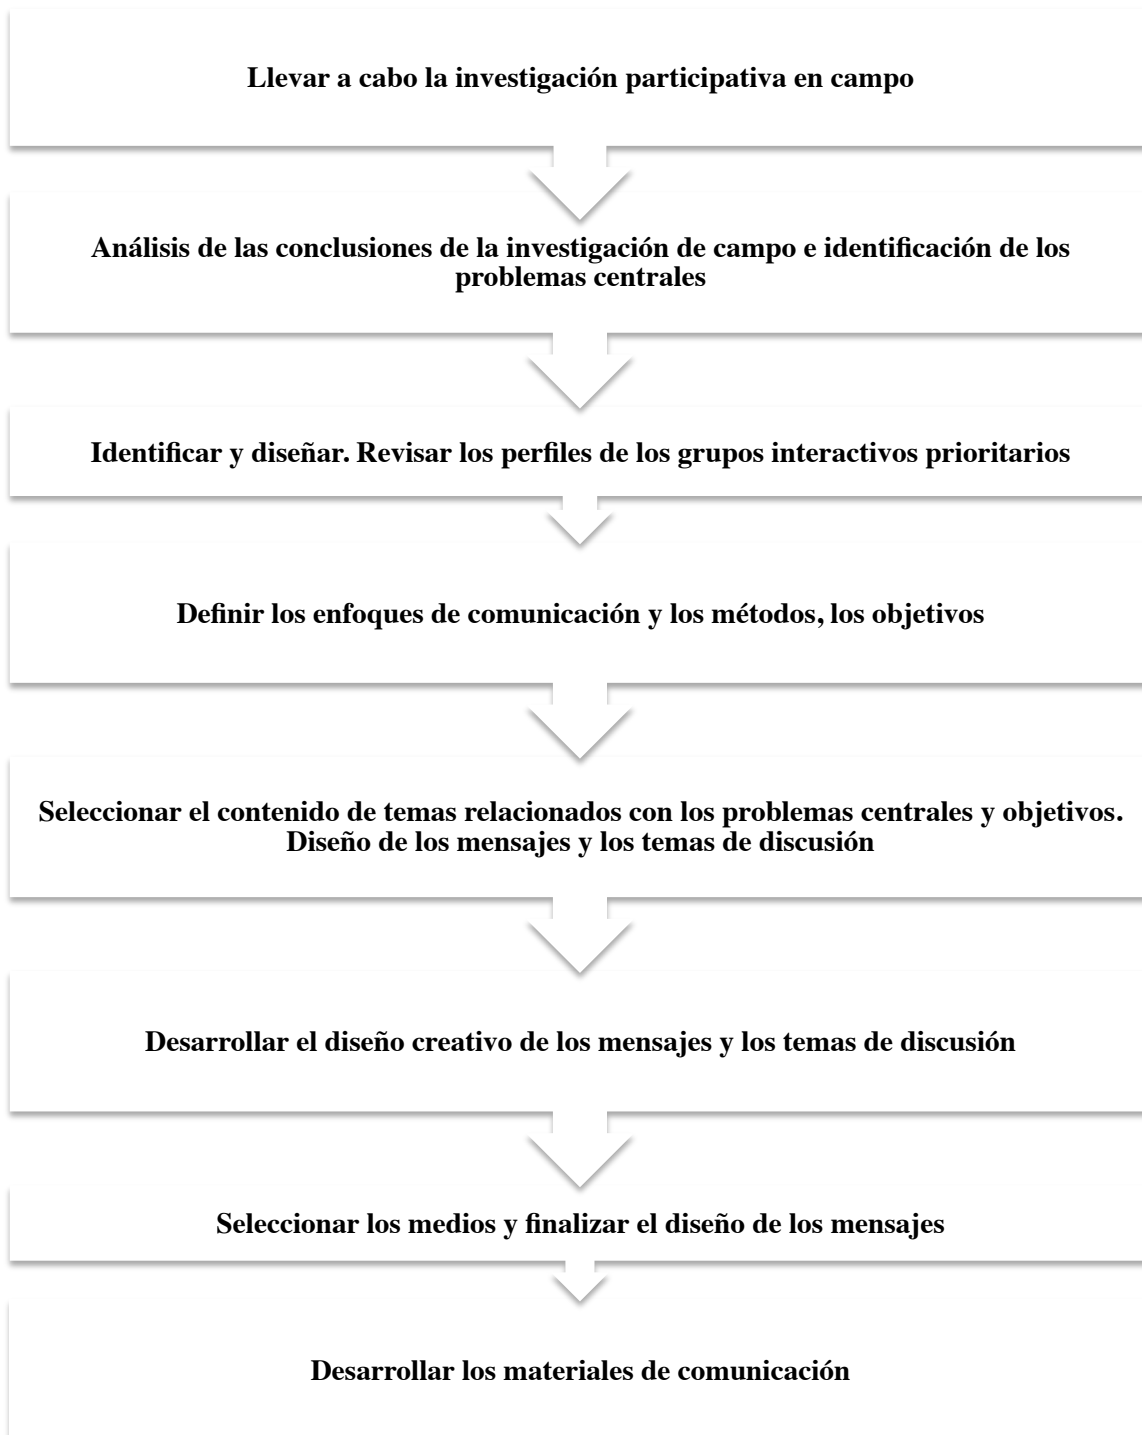 Llevar a cabo la investigación participativa en campo
Análisis de las conclusiones de la investigación de campo e identificación de los
problemas centrales
Identificar y diseñar. Revisar los perfiles de los grupos interactivos prioritarios
Definir los enfoques de comunicación y los métodos, los objetivos
Seleccionar el contenido de temas relacionados con los problemas centrales y objetivos.
Diseño de los mensajes y los temas de discusión
Desarrollar el diseño creativo de los mensajes y los temas de discusión
Seleccionar los medios y finalizar el diseño de los mensajes
Desarrollar los materiales de comunicación